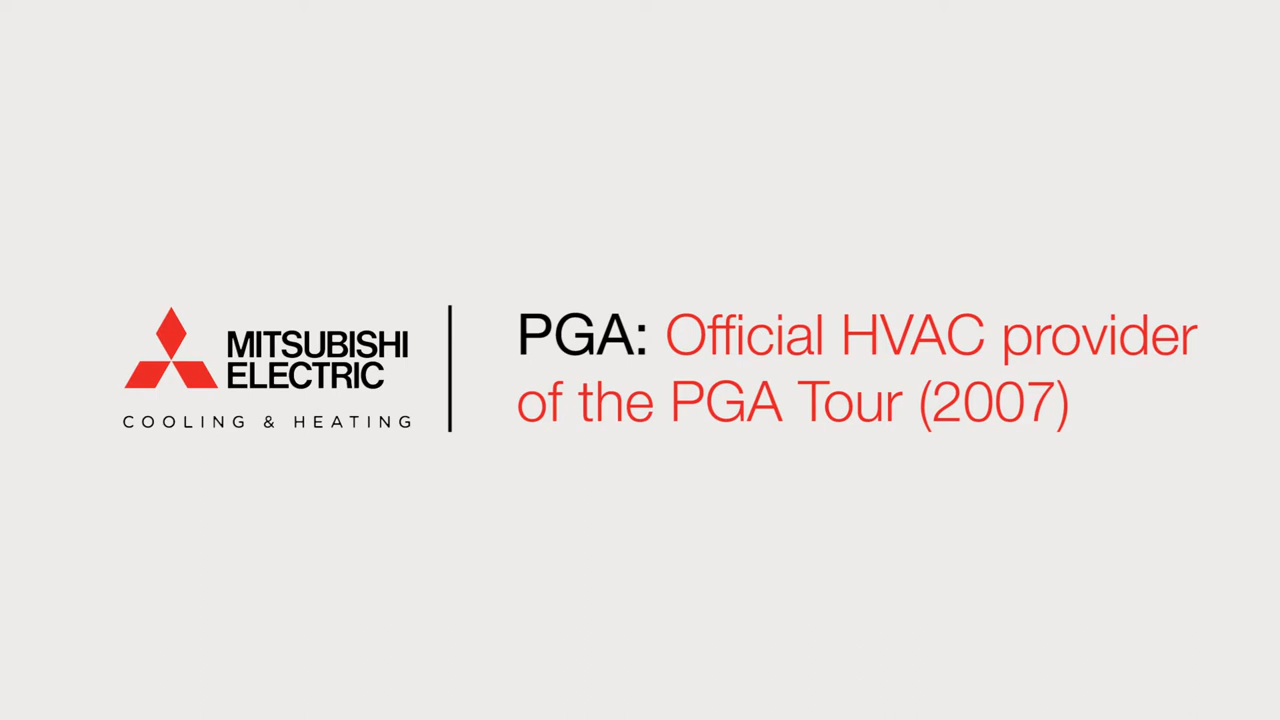 MITSUBISHI
ELECTRIC
COOLING & HEATING
PGA: Official HVAC provider
of the PGA Tour (2007)